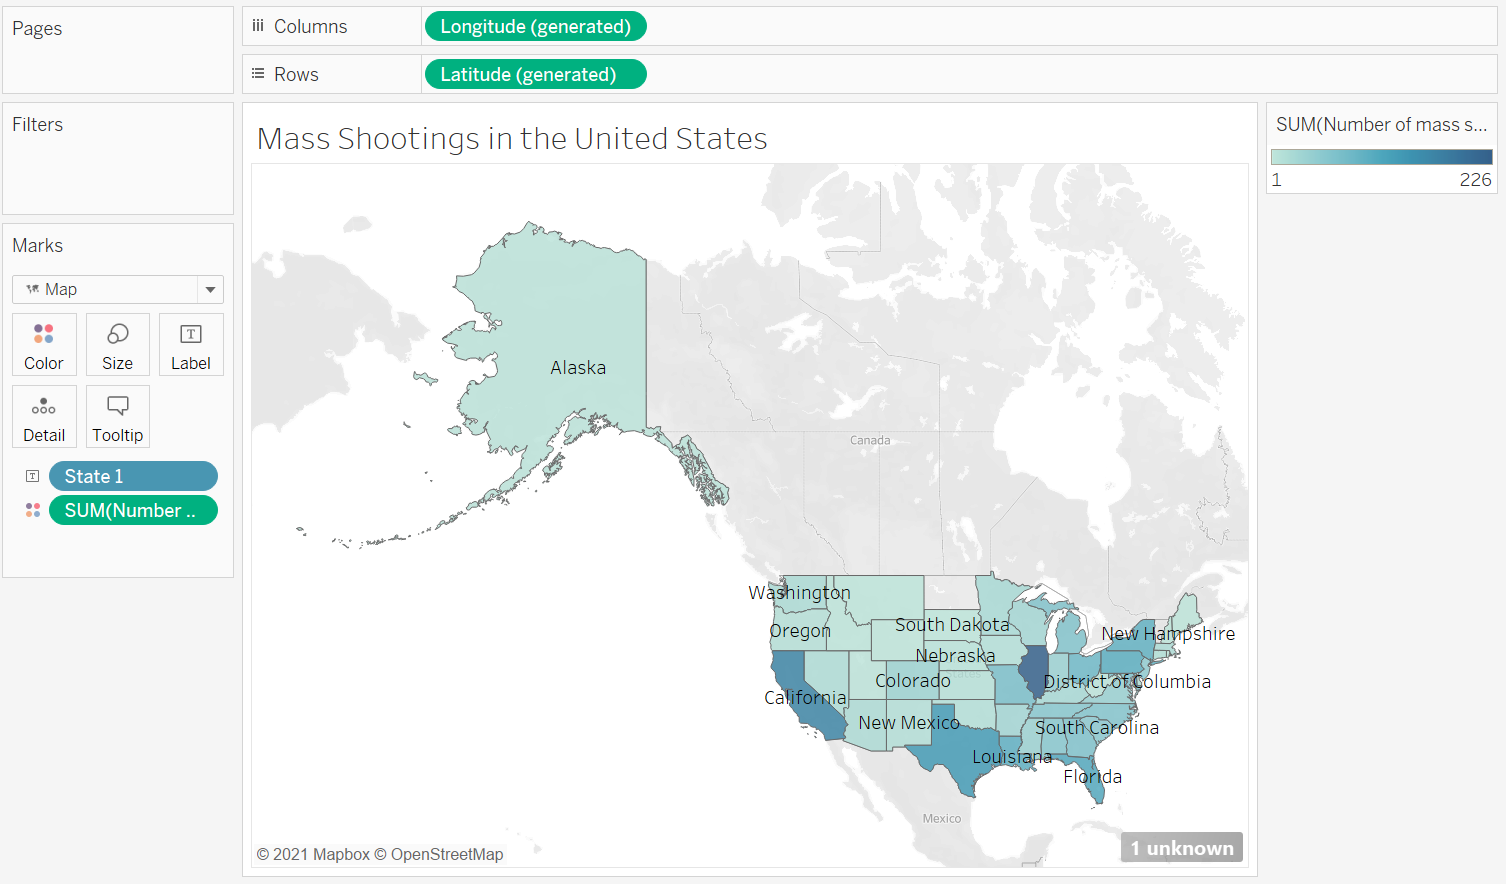 Pages
Columns
Longitude (generated)
Rows
Latitude (generated)
Filters
Marks
Map
Color
Size
Label
Detail
Tooltip
State 1
SUM(Number ..
Mass Shootings in the United States
Alaska
Canada
Washington
Oregon
South Dakota
New Hampshire
Nebraska
Colorado
District of Columbia
California
New Mexico
South Carolina
Louisiana
Florida
Mexico
© 2021 Mapbox © OpenStreetMap
1 unknown
SUM(Number of mass s...
1
226